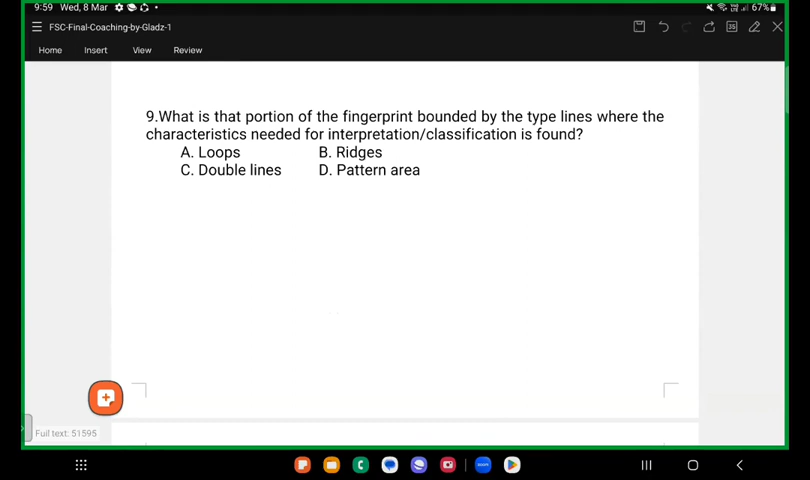 9:59 Wed, 8 Mar
67%
FSC-Final-Coaching-by-Gladz-1
Home Insert View Review
9.What is that portion of the fingerprint bounded by the type lines where the
characteristics needed for interpretation/classification is found?
A. Loops B. Ridges
C. Double lines D. Pattern area
Full text: 51595